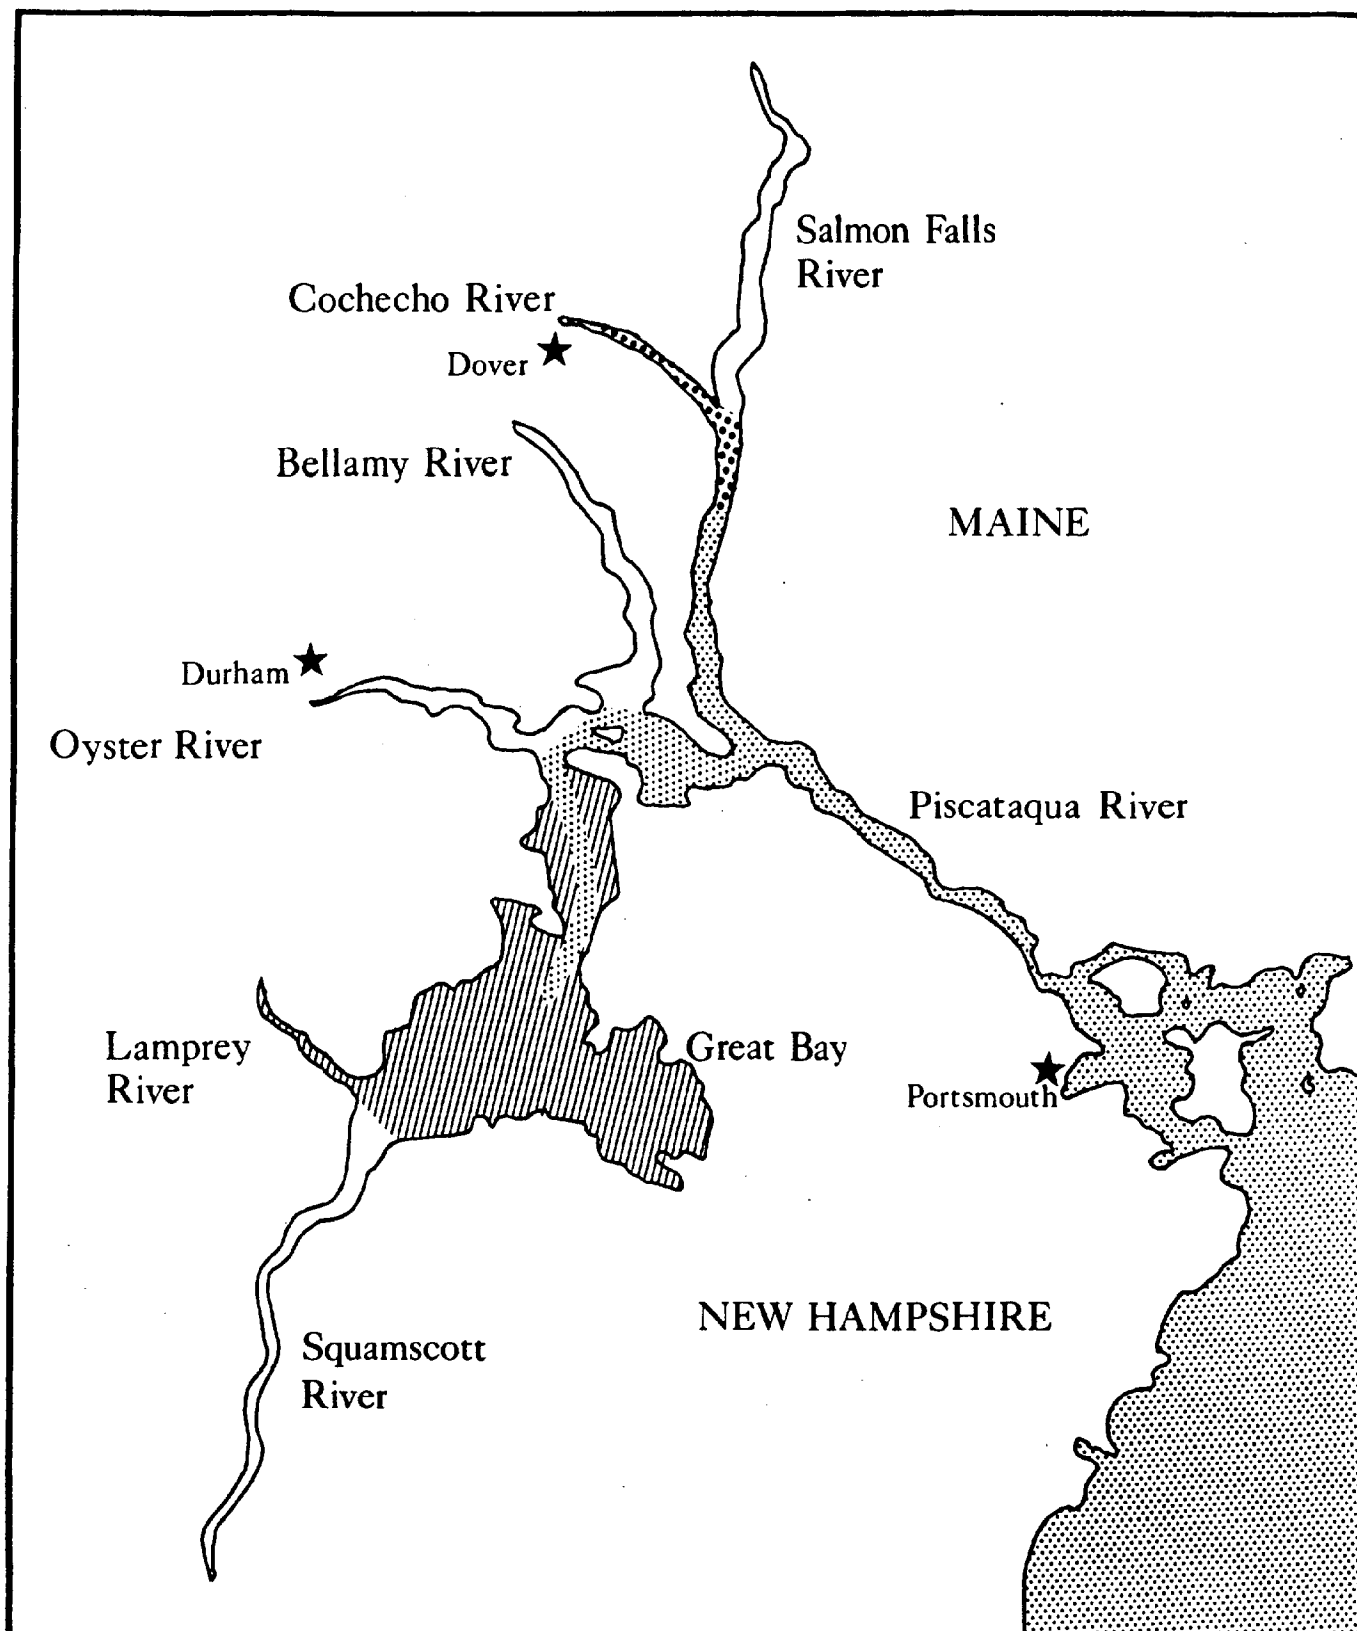 Salmon Falls
River
Cochecho River
Dover
Bellamy River
MAINE
Durham
Oyster River
Piscataqua River
Lamprey
River
Great Bay
Portsmouth
NEW HAMPSHIRE
Squamscott
River